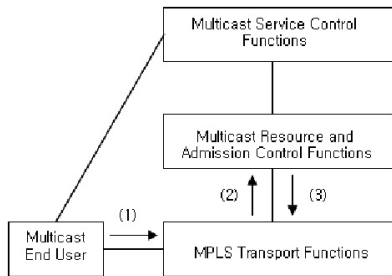 Multicast Service Control
Functions
Multicast Resource and
Admission Control Functions
(1)
(2)
(3)
Multicast
End User
MPLS Transport Functions